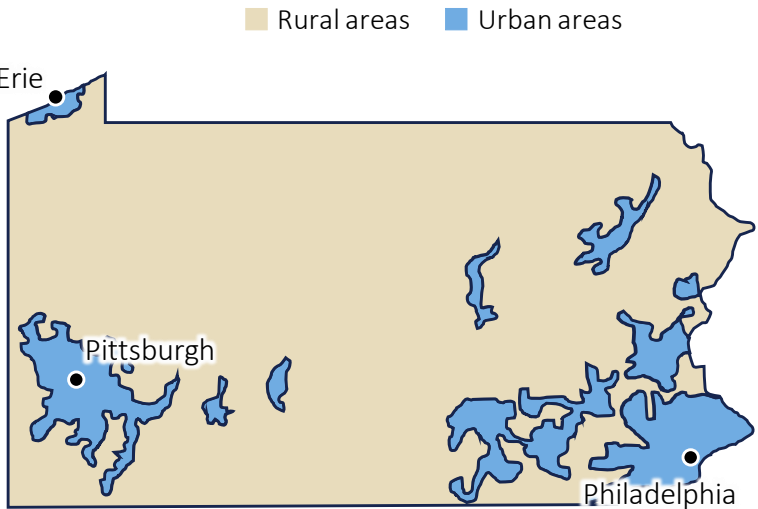 Rural areas
Urban areas
Erie
Pittsburgh
Philadelphia